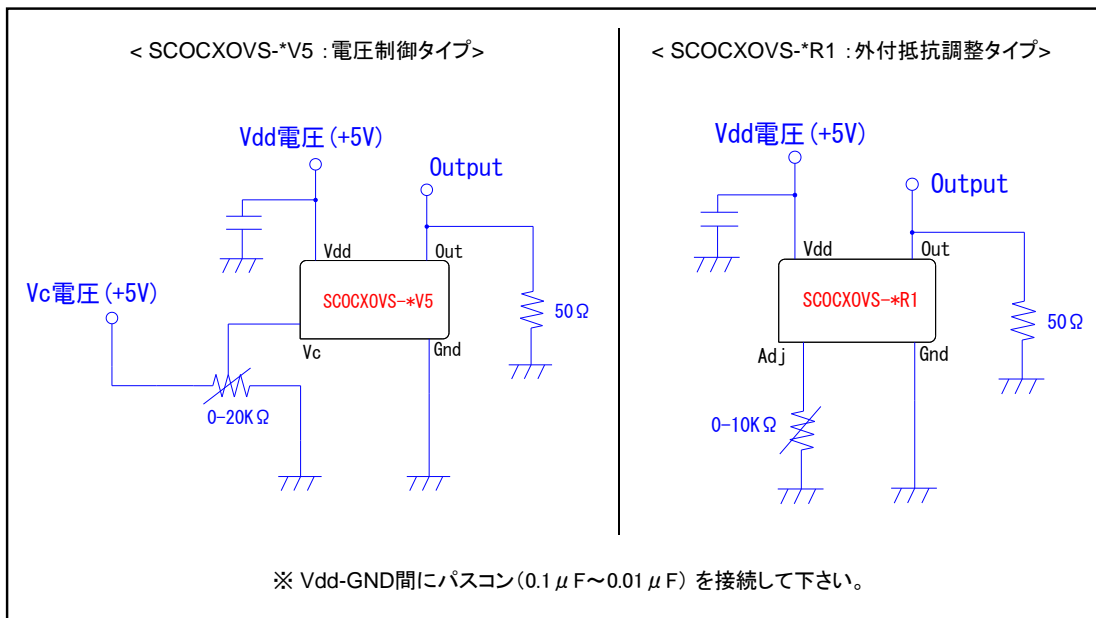 < SCOCXOVS-*V5 ：電圧制御タイプ>
Vdd電圧(+5V)
Output
Vdd
Out
Vc電圧(+5V)
SCOCXOVS-*V5
50Ω
Vc
Gnd
0-20KΩ
< SCOCXOVS-*R1 ：外付抵抗調整タイプ>
Vdd電圧(+5V)
Output
Vdd
Out
SCOCXOVS-*R1
50Ω
Adj
Gnd
0-10KΩ
※ Vdd-GND間にパスコン（0.1μF～0.01μF）を接続して下さい。